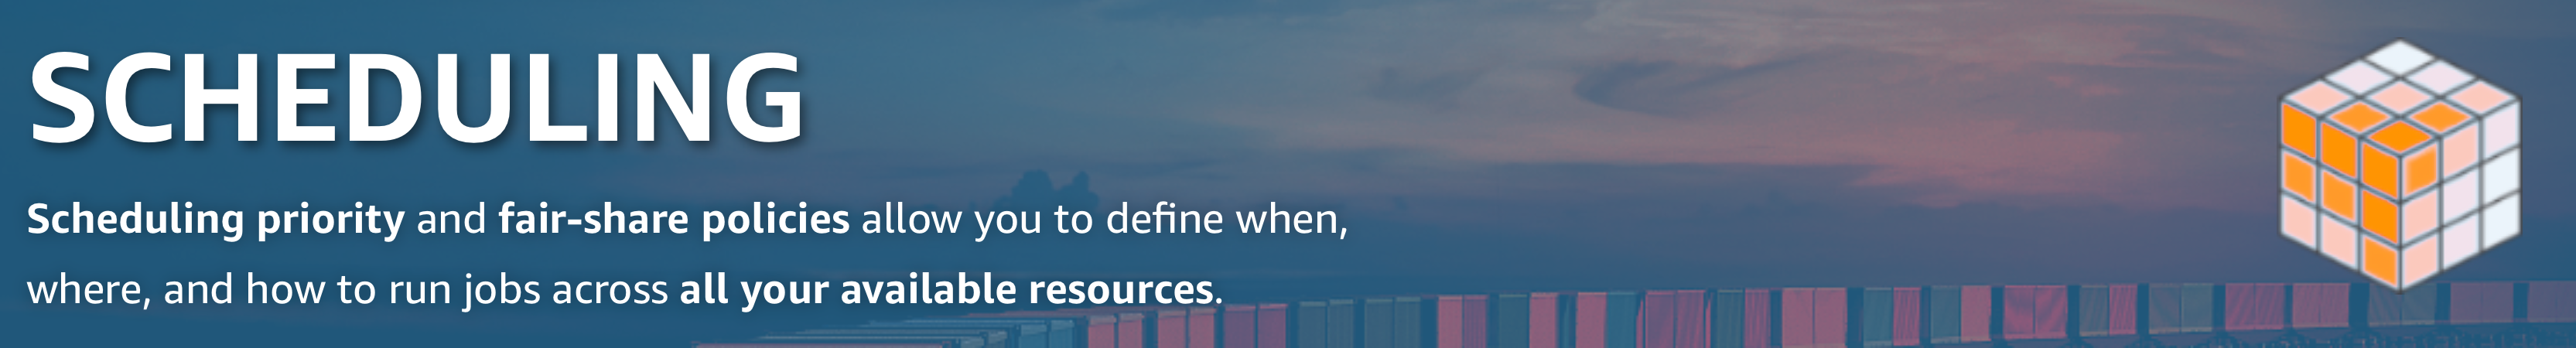 SCHEDULING
Scheduling priority and fair-share policies allow you to define when,
where, and how to run jobs across all your available resources.